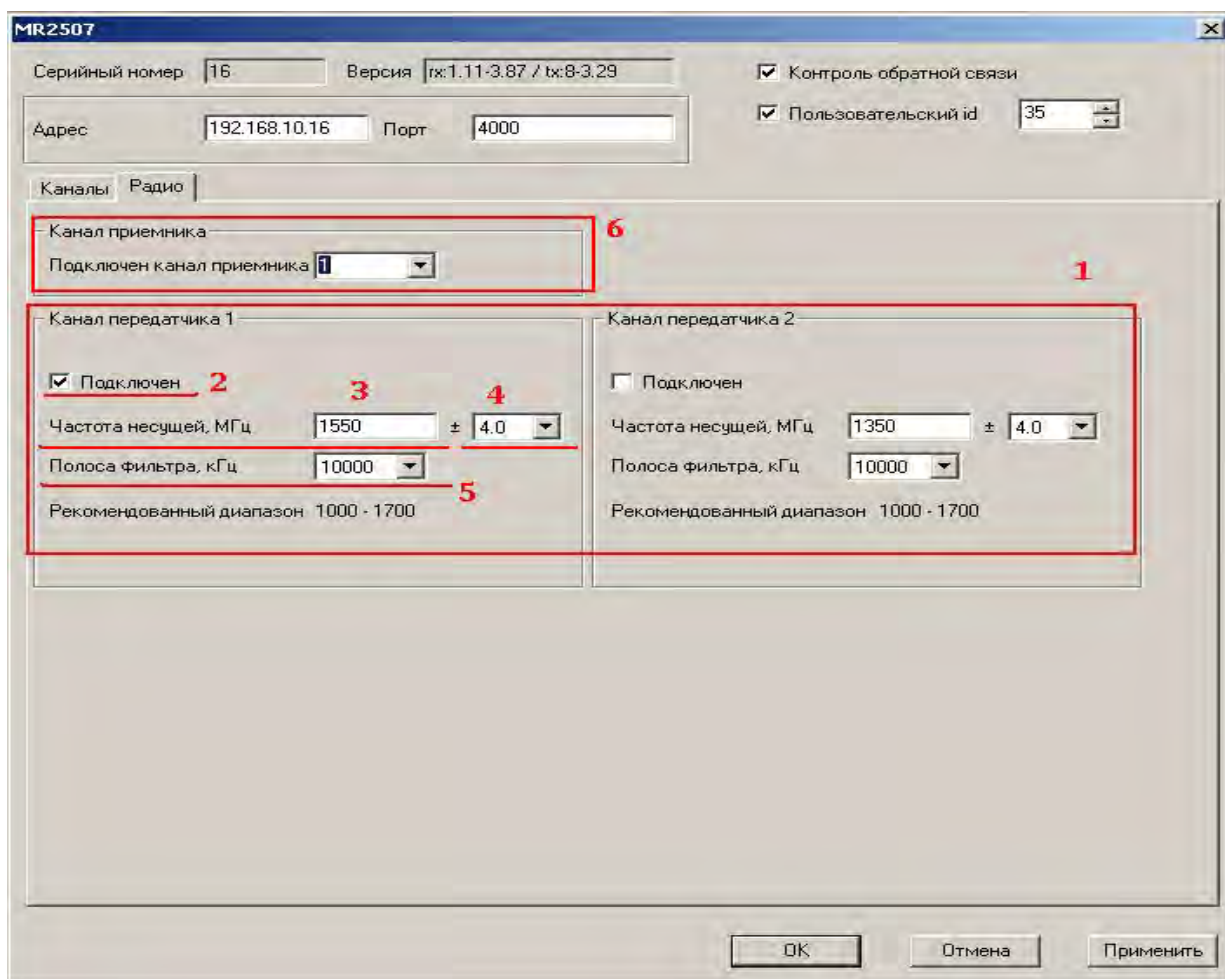 MR2507
Серийный номер 16 Версия rx:1.11-3.87 / tx:8-3.29
Контроль обратной связи
Адрес 192.168.10.16 Порт 4000
Пользовательский id 35
Каналы Радио
Канал приемника
6
Подключен канал приемника 1
1
Канал передатчика 1
Подключен 2
3
4
Частота несущей, МГц 1550 ± 4.0
Полоса фильтра, кГц 10000
5
Рекомендованный диапазон 1000 - 1700
Канал передатчика 2
Подключен
Частота несущей, МГц 1350 ± 4.0
Полоса фильтра, кГц 10000
Рекомендованный диапазон 1000 - 1700
OK Отмена Применить